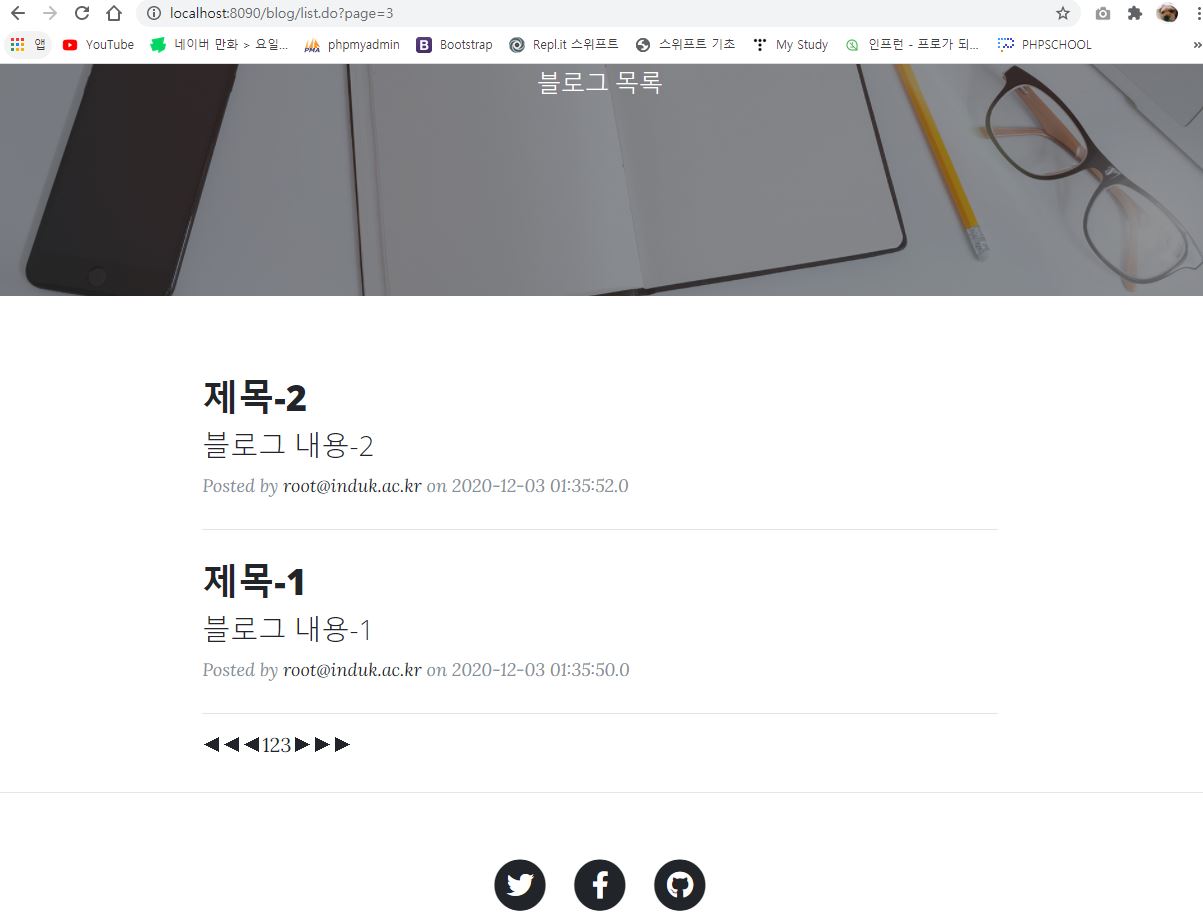 localhost:8090/blog/list.do?page=3
앱 YouTube 네이버 만화 > 요일... phpmyadmin Bootstrap Repl.it 스위프트 스위프트 기초 My Study 인프런 - 프로가 되... PHPSCHOOL »
블로그 목록
제목-2
블로그 내용-2
Posted by root@induk.ac.kr on 2020-12-03 01:35:52.0
제목-1
블로그 내용-1
Posted by root@induk.ac.kr on 2020-12-03 01:35:50.0
◀◀◀123▶▶▶